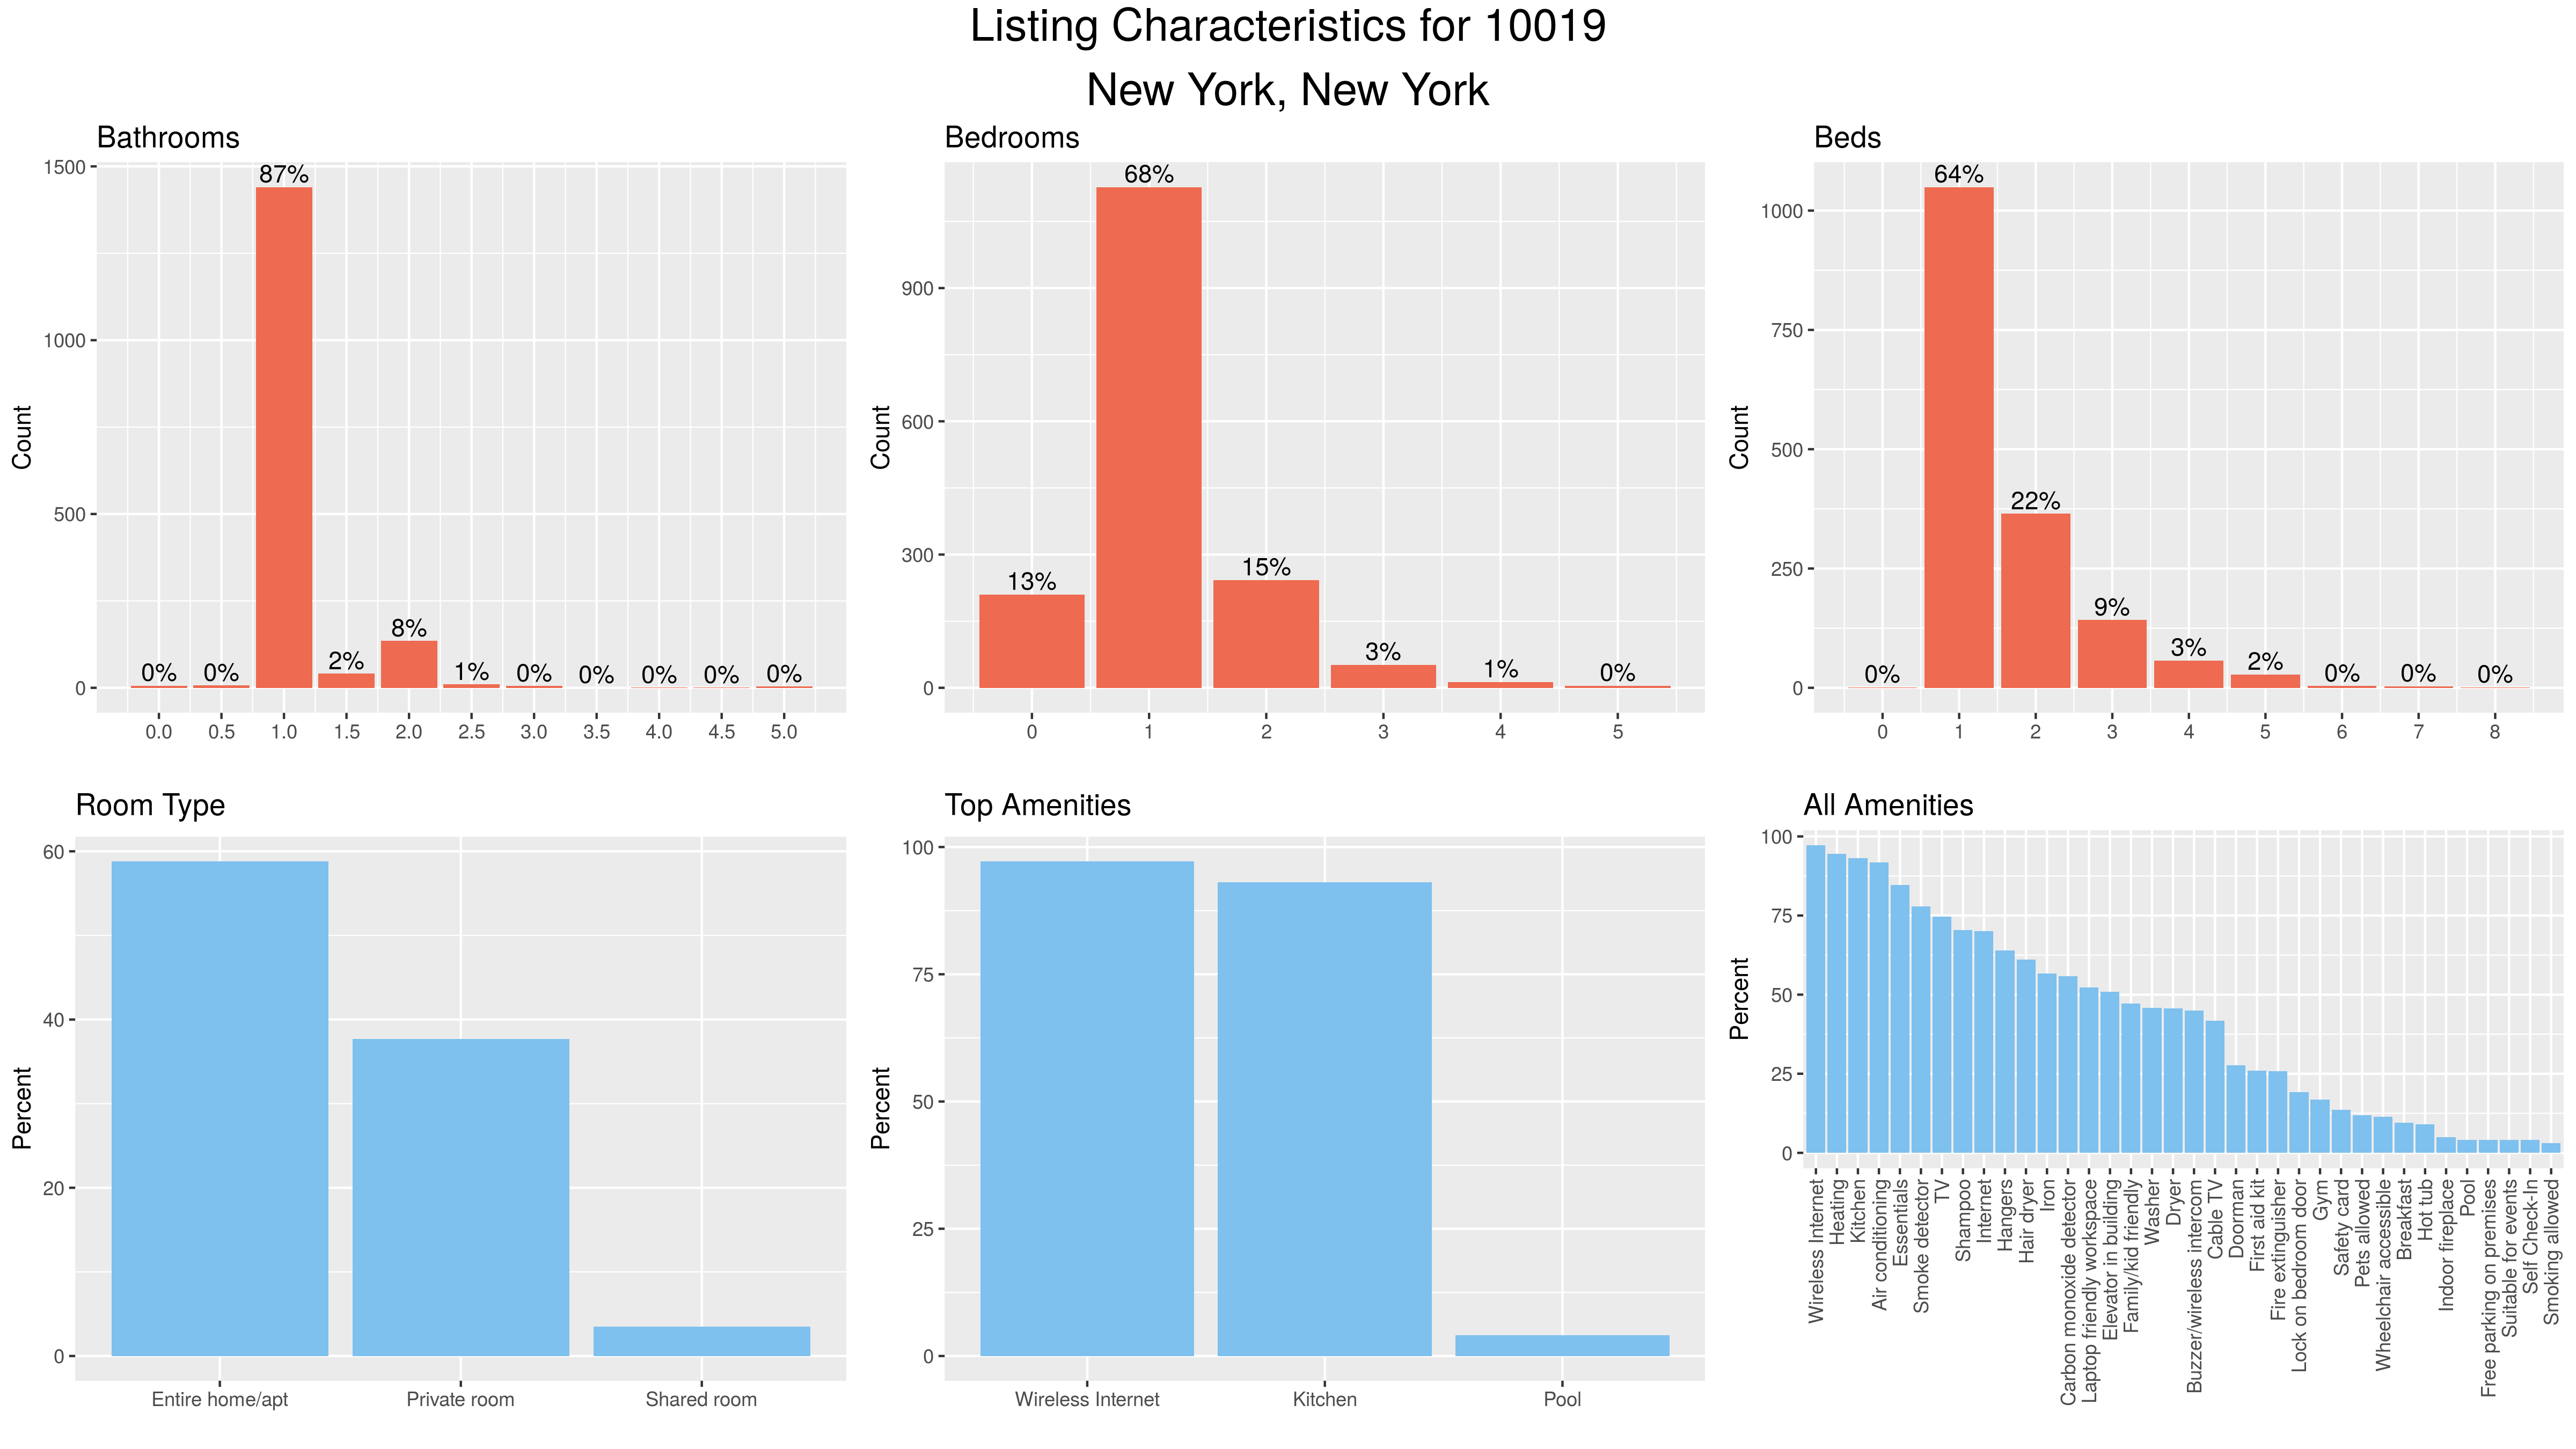 Listing Characteristics for 10019
New York, New York
Bathrooms
1500
1000
500
0
Count
87%
0%
0%
2%
8%
1%
0%
0%
0%
0%
0%
0.0
0.5
1.0
1.5
2.0
2.5
3.0
3.5
4.0
4.5
5.0
Bedrooms
900
600
300
0
Count
13%
68%
15%
3%
1%
0%
0
1
2
3
4
5
Beds
1000
750
500
250
0
Count
0%
64%
22%
9%
3%
2%
0%
0%
0%
0
1
2
3
4
5
6
7
8
Room Type
60
40
20
0
Percent
Entire home/apt
Private room
Shared room
Top Amenities
100
75
50
25
0
Percent
Wireless Internet
Kitchen
Pool
All Amenities
100
75
50
25
0
Percent
Wireless Internet
Heating
Kitchen
Air conditioning
Essentials
Smoke detector
TV
Shampoo
Internet
Hangers
Hair dryer
Iron
Carbon monoxide detector
Laptop friendly workspace
Elevator in building
Family/kid friendly
Washer
Dryer
Buzzer/wireless intercom
Cable TV
Doorman
First aid kit
Fire extinguisher
Lock on bedroom door
Gym
Safety card
Pets allowed
Wheelchair accessible
Breakfast
Hot tub
Indoor fireplace
Pool
Free parking on premises
Suitable for events
Self Check-In
Smoking allowed